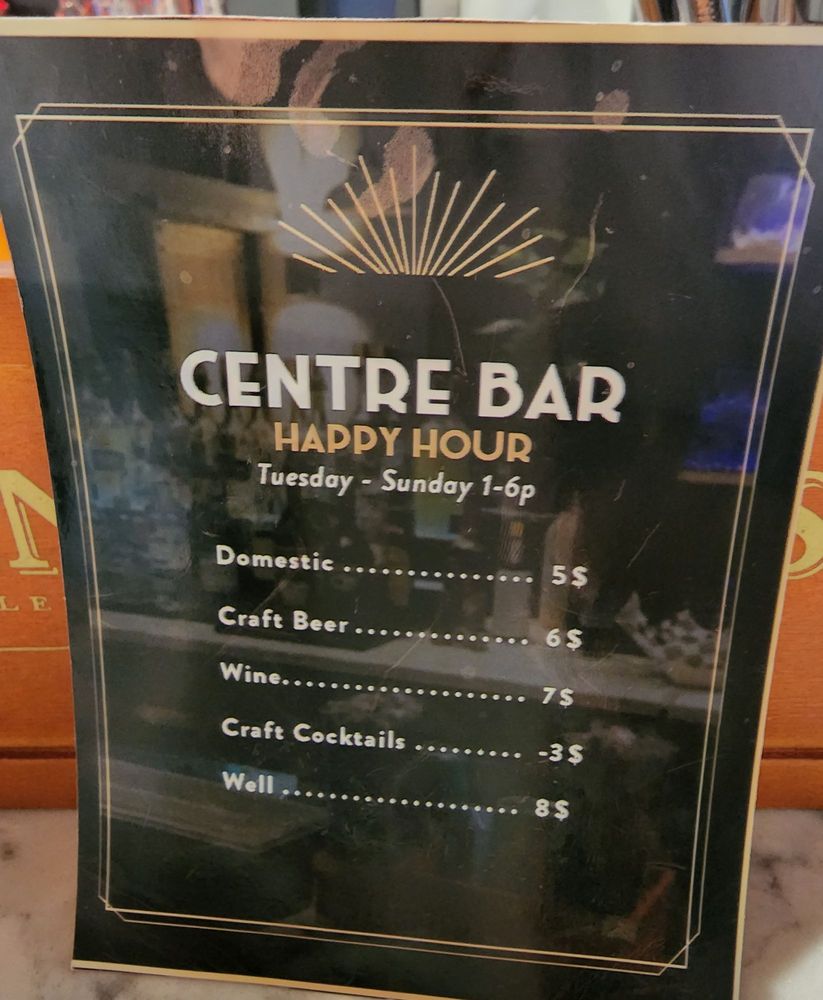 CENTRE BAR
HAPPY HOUR
Tuesday - Sunday 1-6p
Domestic ................ 5$
Craft Beer.............. 6$
Wine.................... 7$
Craft Cocktails ......... -3$
Well .................... 8$